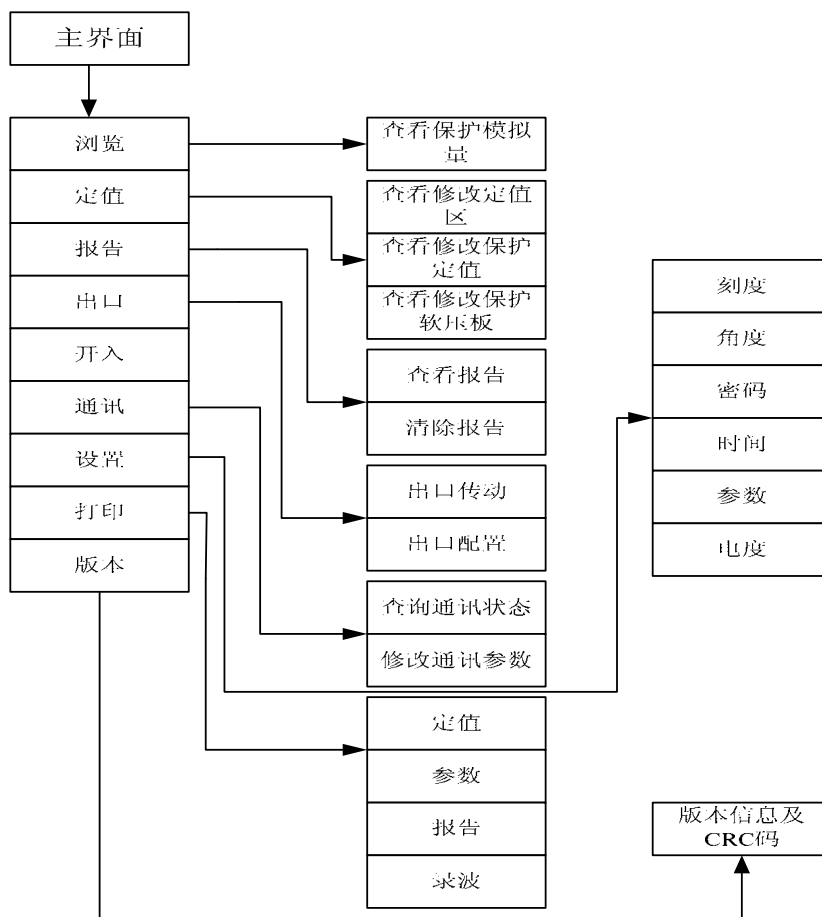 主界面
浏览
定值
报告
出口
开入
通讯
设置
打印
版本
查看保护模拟
量
查看修改定值
区
查看修改保护
定值
查看修改保护
软压板
查看报告
清除报告
出口传动
出口配置
查询通讯状态
修改通讯参数
定值
参数
报告
录波
刻度
角度
密码
时间
参数
电度
版本信息及
CRC码